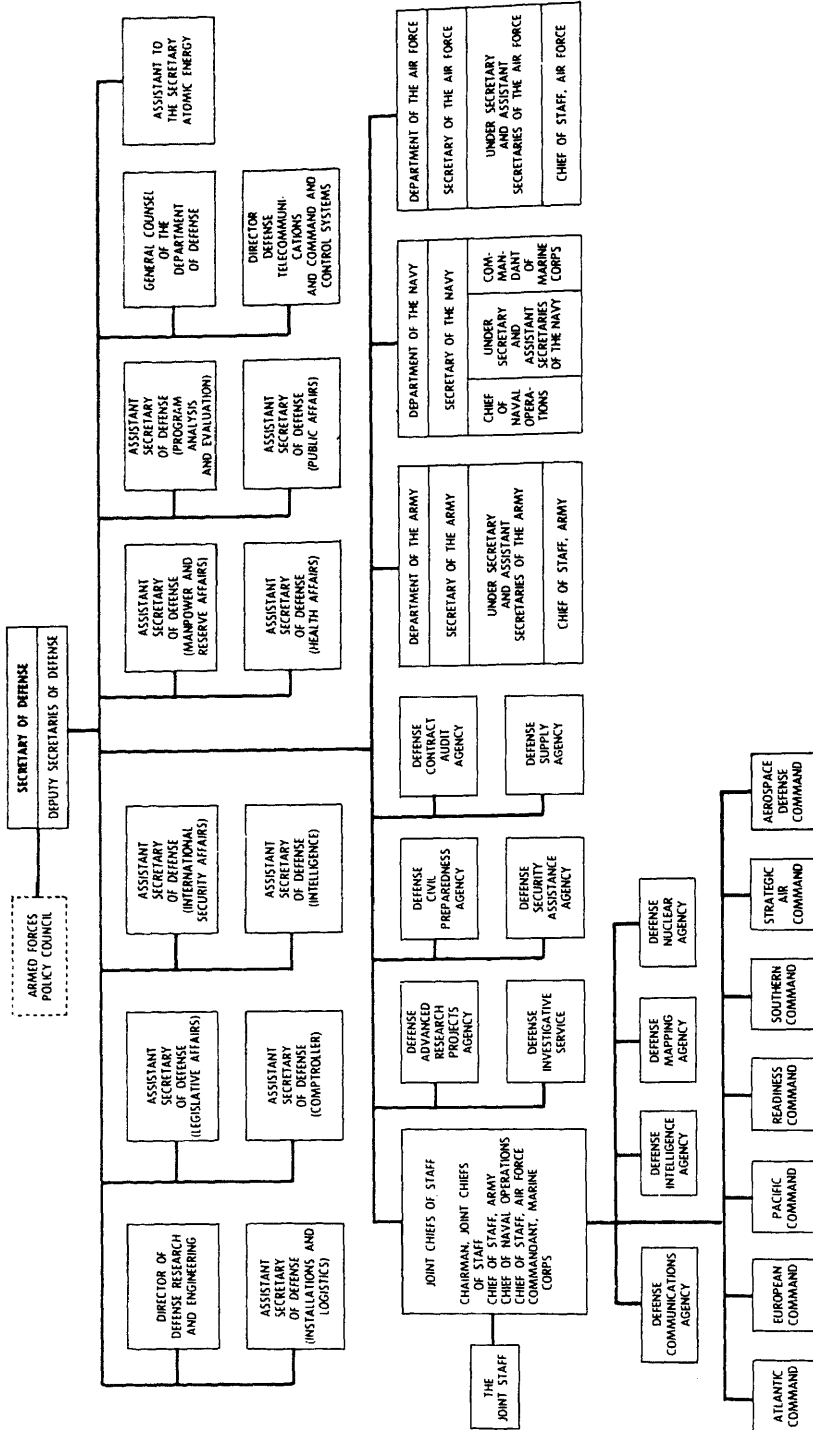 ARMED FORCES
POLICY COUNCIL
SECRETARY OF DEFENSE
DEPUTY SECRETARIES OF DEFENSE
DIRECTOR OF
DEFENSE RESEARCH
AND ENGINEERING
ASSISTANT
SECRETARY
OF DEFENSE
(LEGISLATIVE AFFAIRS)
ASSISTANT
SECRETARY
OF DEFENSE
(INTERNATIONAL
SECURITY AFFAIRS)
ASSISTANT
SECRETARY
OF DEFENSE
(MANPOWER AND
RESERVE AFFAIRS)
ASSISTANT
SECRETARY
OF DEFENSE
(PROGRAM
ANALYSIS
AND EVALUATION)
GENERAL COUNSEL
OF THE
DEPARTMENT
OF DEFENSE
ASSISTANT TO
THE SECRETARY
ATOMIC ENERGY
ASSISTANT
SECRETARY
OF DEFENSE
(INSTALLATIONS AND
LOGISTICS)
ASSISTANT
SECRETARY
OF DEFENSE
(COMPTROLLER)
ASSISTANT
SECRETARY
OF DEFENSE
(INTELLIGENCE)
ASSISTANT
SECRETARY
OF DEFENSE
(HEALTH AFFAIRS)
ASSISTANT
SECRETARY
OF DEFENSE
(PUBLIC AFFAIRS)
DIRECTOR
DEFENSE
TELECOMMUNI-
CATIONS
AND COMMAND AND
CONTROL SYSTEMS
THE
JOINT STAFF
JOINT CHIEFS OF STAFF
CHAIRMAN, JOINT CHIEFS
OF STAFF
CHIEF OF STAFF, ARMY
CHIEF OF NAVAL OPERATIONS
CHIEF OF STAFF, AIR FORCE
COMMANDANT, MARINE
CORPS
DEFENSE
ADVANCED
RESEARCH
PROJECTS
AGENCY
DEFENSE
CIVIL
PREPAREDNESS
AGENCY
DEFENSE
CONTRACT
AUDIT
AGENCY
DEFENSE
INVESTIGATIVE
SERVICE
DEFENSE
SECURITY
ASSISTANCE
AGENCY
DEFENSE
SUPPLY
AGENCY
DEPARTMENT OF THE ARMY
SECRETARY OF THE ARMY
UNDER SECRETARY
AND ASSISTANT
SECRETARIES OF THE ARMY
CHIEF OF STAFF, ARMY
DEPARTMENT OF THE NAVY
SECRETARY OF THE NAVY
CHIEF
OF
NAVAL
OPERA-
TIONS
UNDER
SECRETARY
AND
ASSISTANT
SECRETARIES
OF THE NAVY
COM-
MAN-
DANT
OF
MARINE
CORPS
DEPARTMENT OF THE AIR FORCE
SECRETARY OF THE AIR FORCE
UNDER SECRETARY
AND ASSISTANT
SECRETARIES OF THE AIR FORCE
CHIEF OF STAFF, AIR FORCE
DEFENSE
COMMUNICATIONS
AGENCY
DEFENSE
INTELLIGENCE
AGENCY
DEFENSE
MAPPING
AGENCY
DEFENSE
NUCLEAR
AGENCY
ATLANTIC
COMMAND
EUROPEAN
COMMAND
PACIFIC
COMMAND
READINESS
COMMAND
SOUTHERN
COMMAND
STRATEGIC
AIR
COMMAND
AEROSPACE
DEFENSE
COMMAND